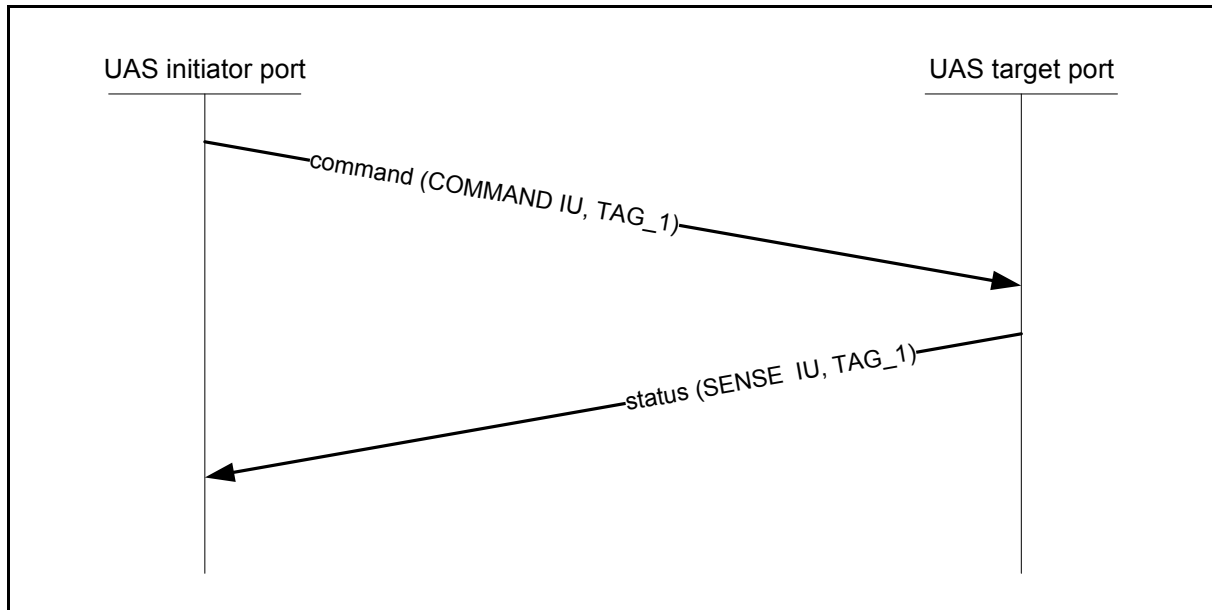 UAS initiator port
UAS target port
command (COMMAND IU, TAG_1)
status (SENSE  IU, TAG_1)